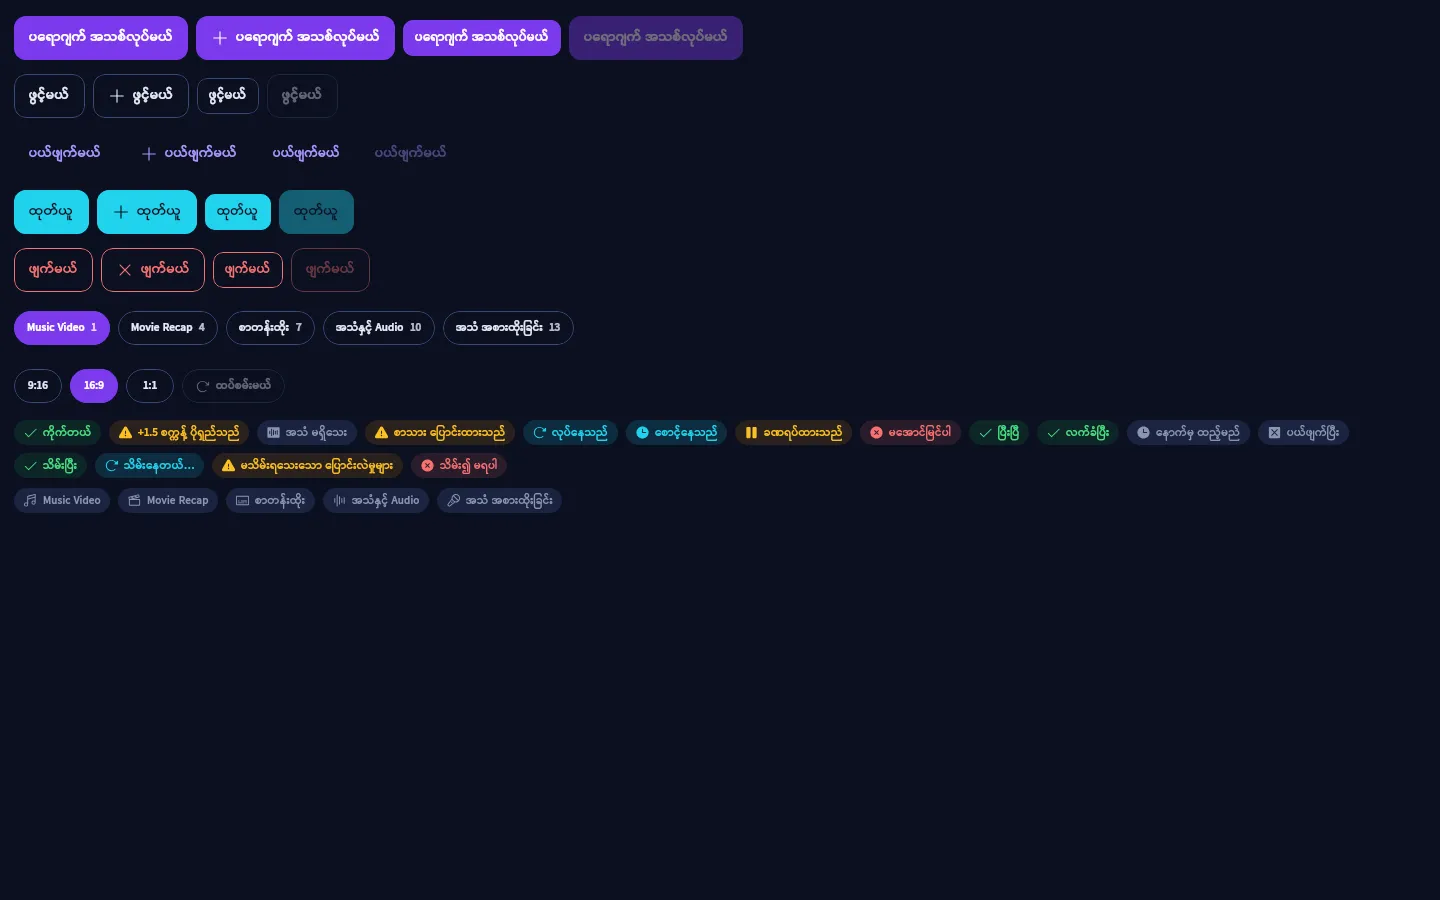 ပရောဂျက် အသစ်လုပ်မယ် ပရောဂျက် အသစ်လုပ်မယ် ပရောဂျက် အသစ်လုပ်မယ် ပရောဂျက် အသစ်လုပ်မယ်
ဖွင့်မယ် ဖွင့်မယ် ဖွင့်မယ် ဖွင့်မယ်
ပယ်ဖျက်မယ် ပယ်ဖျက်မယ် ပယ်ဖျက်မယ် ပယ်ဖျက်မယ်
ထုတ်ယူ ထုတ်ယူ ထုတ်ယူ ထုတ်ယူ
ဖျက်မယ် ဖျက်မယ် ဖျက်မယ် ဖျက်မယ်
Music Video 1 Movie Recap 4 စာတန်းထိုး 7 အသံနှင့် Audio 10 အသံ အစားထိုးခြင်း 13
9:16 16:9 1:1 ထပ်စမ်းမယ်
ကိုက်တယ် +1.5 စက္ကန့် ပိုရှည်သည် အသံ မရှိသေး စာသား ပြောင်းထားသည် လုပ်နေသည် စောင့်နေသည် ခဏရပ်ထားသည် မအောင်မြင်ပါ ပြီးပြီ လက်ခံပြီး နောက်မှ ထည့်မည် ပယ်ဖျက်ပြီး
သိမ်းပြီး သိမ်းနေတယ်… မသိမ်းရသေးသော ပြောင်းလဲမှုများ သိမ်း၍ မရပါ
Music Video Movie Recap စာတန်းထိုး အသံနှင့် Audio အသံ အစားထိုးခြင်း